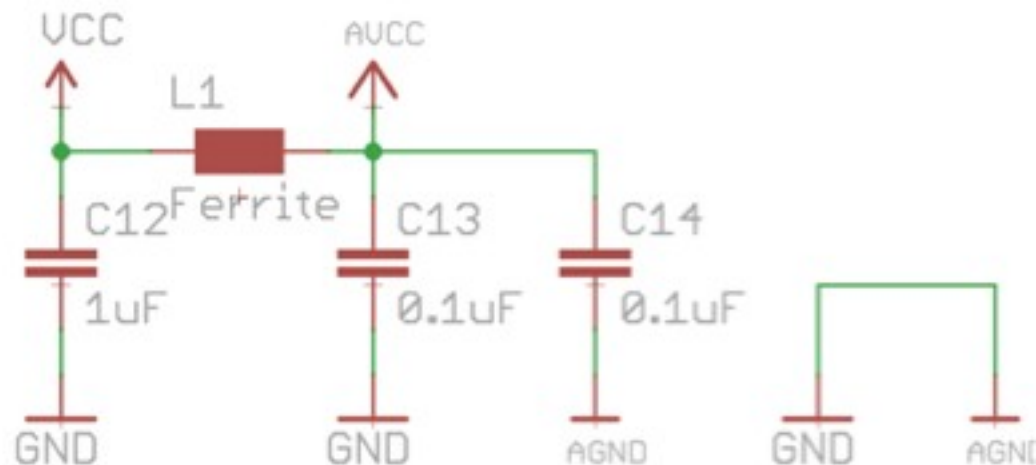 VCC
AVCC
L1
Ferrite
C12
1uF
C13
0.1uF
C14
0.1uF
GND
GND
AGND
GND
AGND